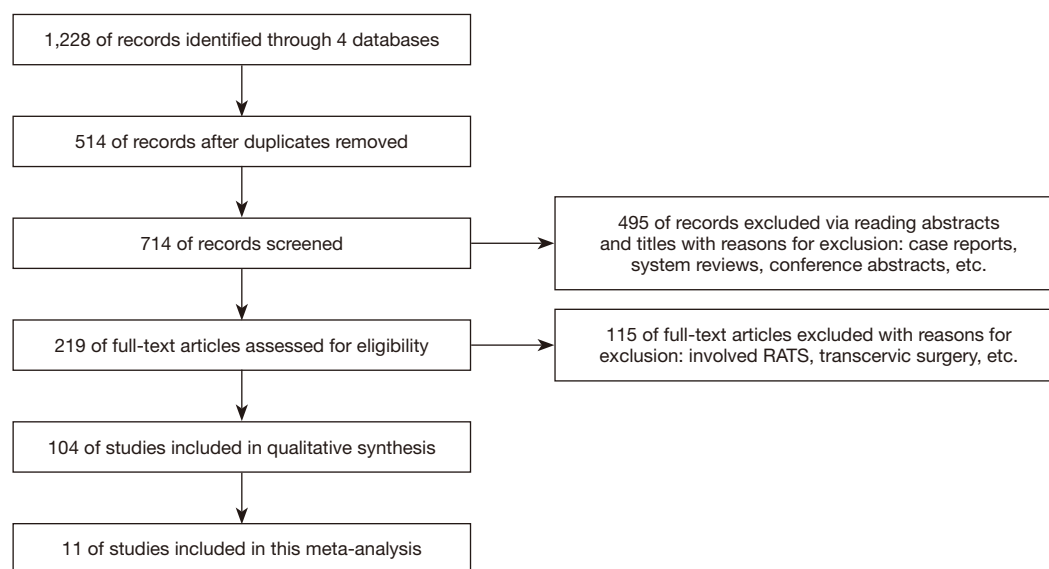 1,228 of records identified through 4 databases
514 of records after duplicates removed
714 of records screened
495 of records excluded via reading abstracts
and titles with reasons for exclusion: case reports,
system reviews, conference abstracts, etc.
219 of full-text articles assessed for eligibility
115 of full-text articles excluded with reasons for
exclusion: involved RATS, transcervic surgery, etc.
104 of studies included in qualitative synthesis
11 of studies included in this meta-analysis